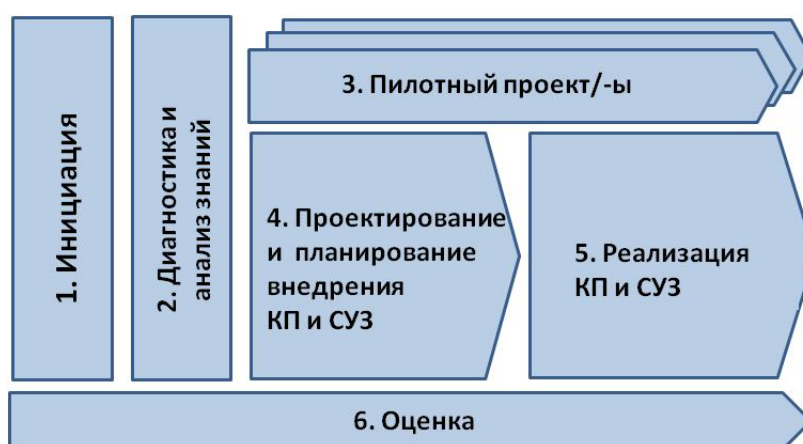 1. Инициация
2. Диагностика и
анализ знаний
3. Пилотный проект/-ы
4. Проектирование
и планирование
внедрения
КП и СУЗ
5. Реализация
КП и СУЗ
6. Оценка